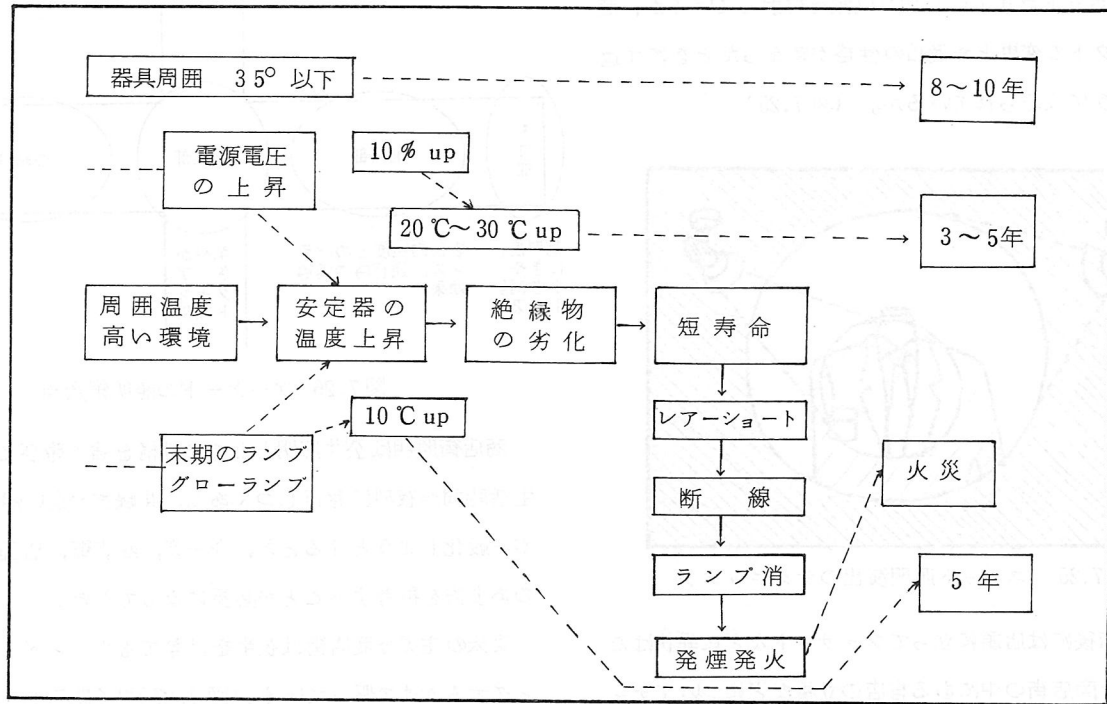 器具周囲 35° 以下
8～10年
電源電圧
の上昇
10% up
20℃～30℃ up
3～5年
周囲温度
高い環境
安定器の
温度上昇
絶縁物
の劣化
短寿命
10℃ up
レアーショート
末期のランプ
グローランプ
火災
断線
ランプ消
5年
発煙発火